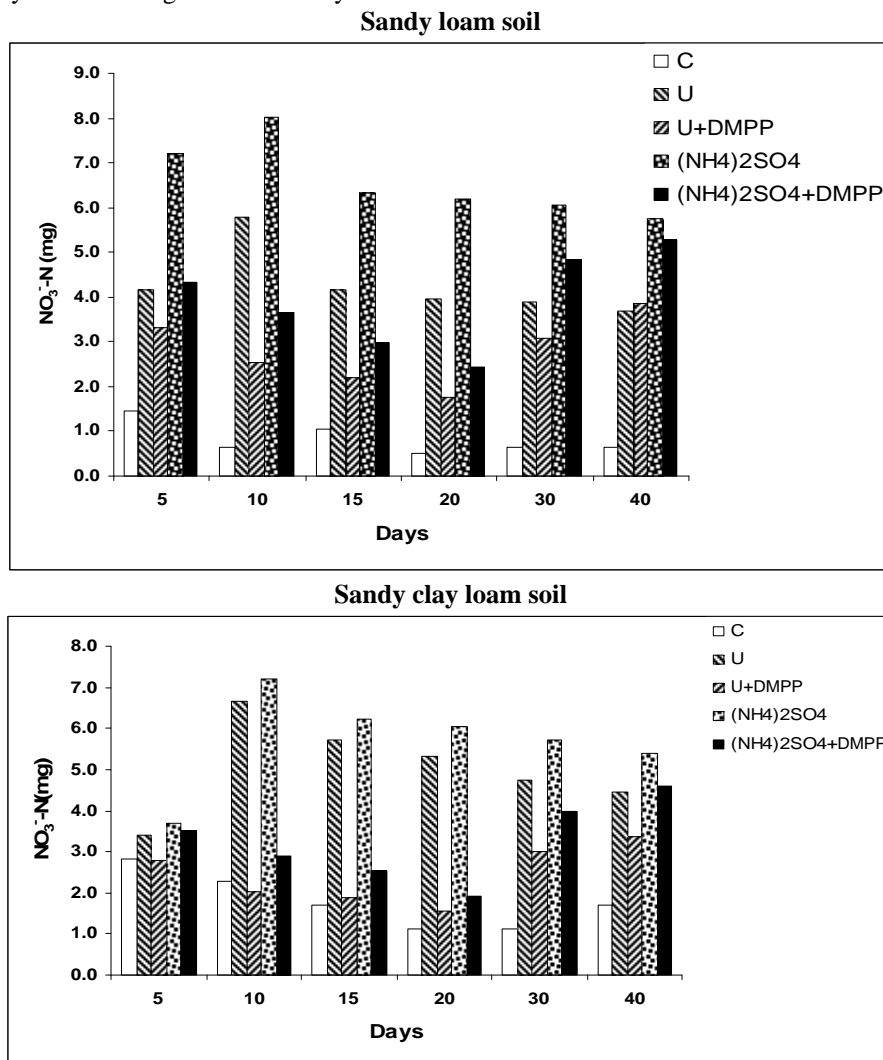 Sandy loam soil
9.0
8.0
7.0
6.0
5.0
4.0
3.0
2.0
1.0
0.0
NO3⁻-N (mg)
5 10 15 20 30 40
Days
C
U
U+DMPP
(NH4)2SO4
(NH4)2SO4+DMPP
Sandy clay loam soil
8.0
7.0
6.0
5.0
4.0
3.0
2.0
1.0
0.0
NO3⁻-N(mg)
5 10 15 20 30 40
Days
C
U
U+DMPP
(NH4)2SO4
(NH4)2SO4+DMPP